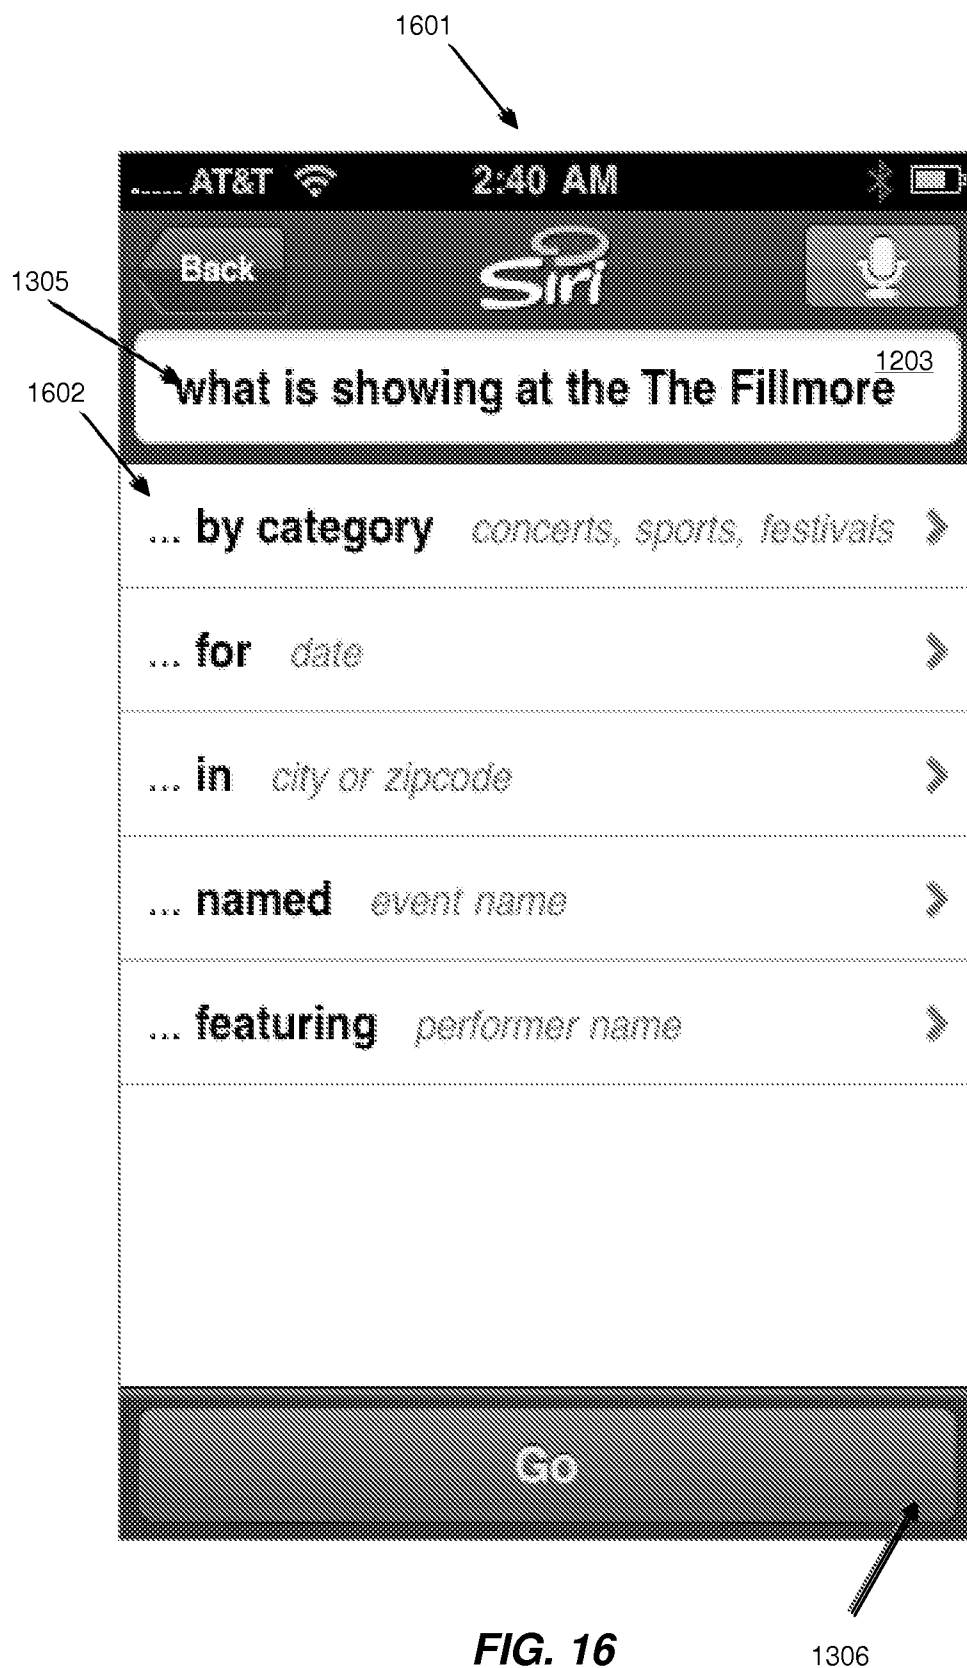 1601
..... AT&T 2:40 AM
Back Siri
1305
1203
what is showing at the The Fillmore
1602
... by category concerts, sports, festivals
... for date
... in city or zipcode
... named event name
... featuring performer name
Go
FIG. 16
1306